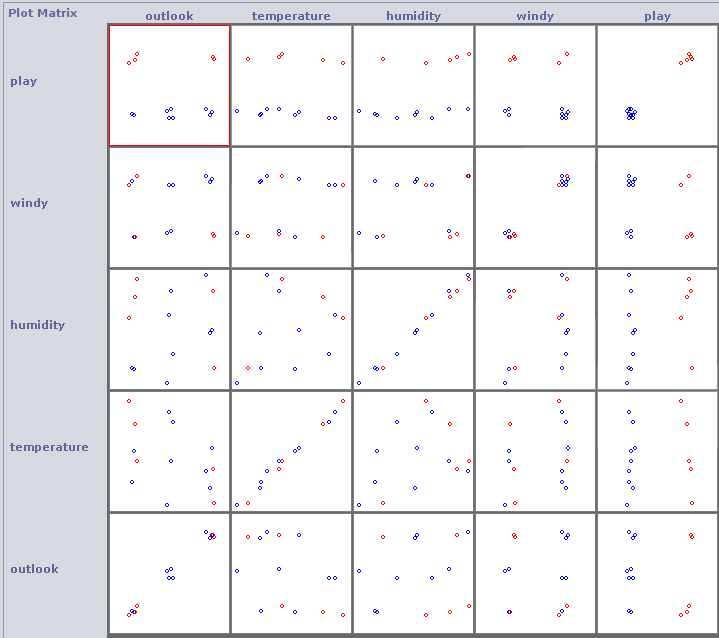 Plot Matrix
outlook temperature humidity windy play
play
windy
humidity
temperature
outlook